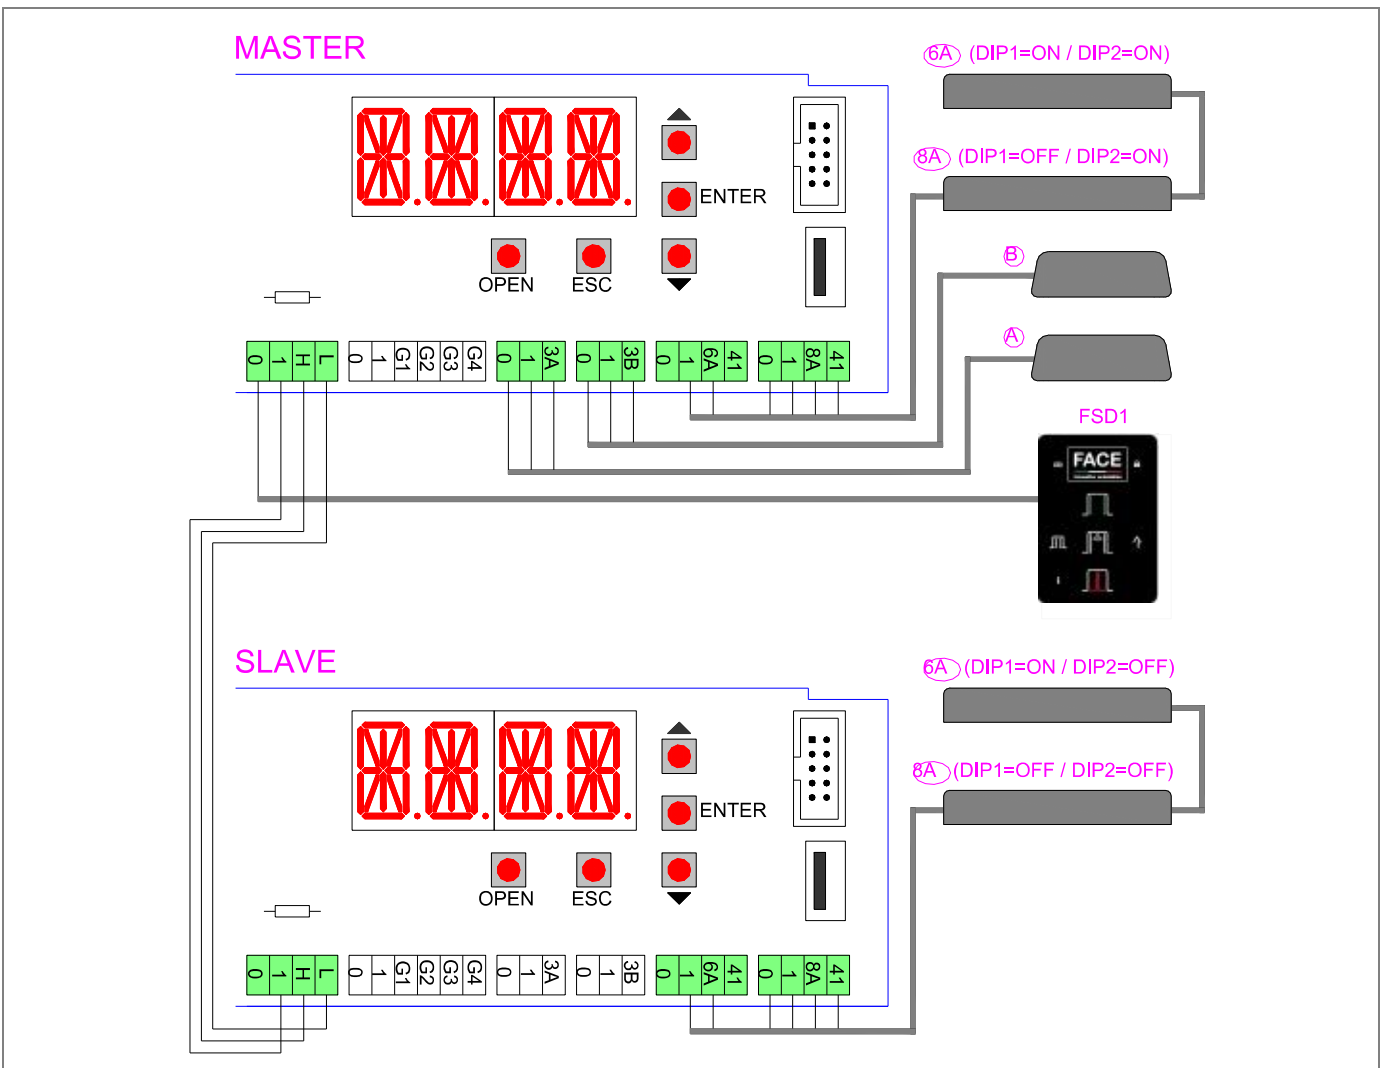 MASTER
6A (DIP1=ON / DIP2=ON)
8A (DIP1=OFF / DIP2=ON)
ENTER
OPEN ESC
B
A
0 1 H L 0 1 G1 G2 G3 G4 0 1 3A 0 1 3B 0 1 6A 41 0 1 8A 41
FSD1
FACE
SLAVE
6A (DIP1=ON / DIP2=OFF)
8A (DIP1=OFF / DIP2=OFF)
ENTER
OPEN ESC
0 1 H L 0 1 G1 G2 G3 G4 0 1 3A 0 1 3B 0 1 6A 41 0 1 8A 41